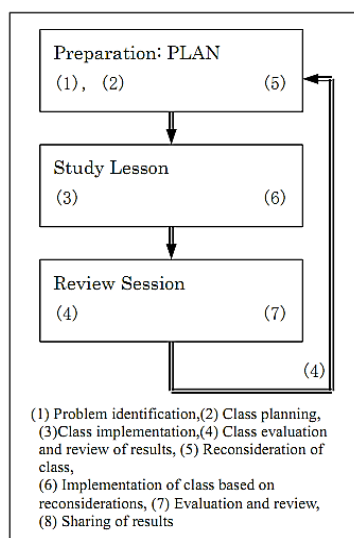 Preparation: PLAN
(1), (2) (5)
Study Lesson
(3) (6)
Review Session
(4) (7)
(4)
(1) Problem identification,(2) Class planning,
(3)Class implementation,(4) Class evaluation
and review of results, (5) Reconsideration of
class,
(6) Implementation of class based on
reconsiderations, (7) Evaluation and review,
(8) Sharing of results